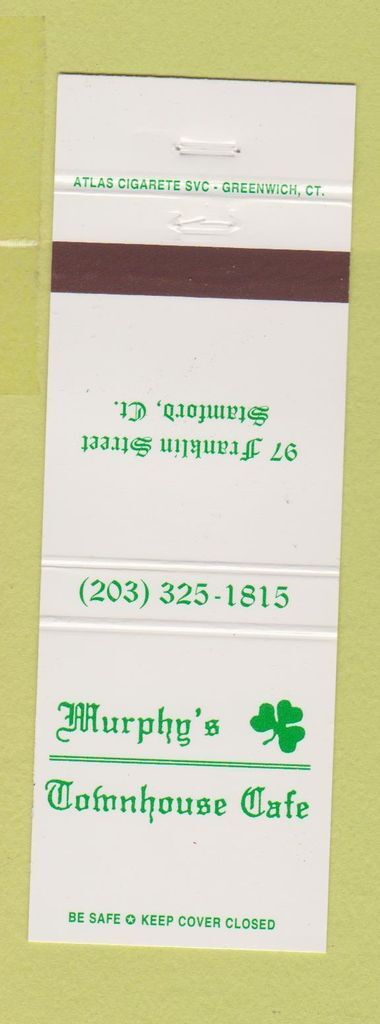 ATLAS CIGARETE SVC - GREENWICH, CT.
97 Franklin Street
Stamford, Ct.
(203) 325-1815
Murphy's
Townhouse Cafe
BE SAFE ✪ KEEP COVER CLOSED